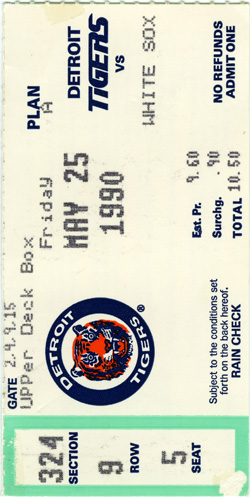 PLAN
A
DETROIT
TIGERS
VS
WHITE SOX
NO REFUNDS
ADMIT ONE
GATE 2,4,9,15
Upper Deck Box
Friday
MAY 25
1990
Est. Pr. 9.60
Surchg. .90
TOTAL 10.50
DETROIT
TIGERS
Subject to the conditions set
forth on the back hereof.
RAIN CHECK
324
SECTION
9
ROW
5
SEAT